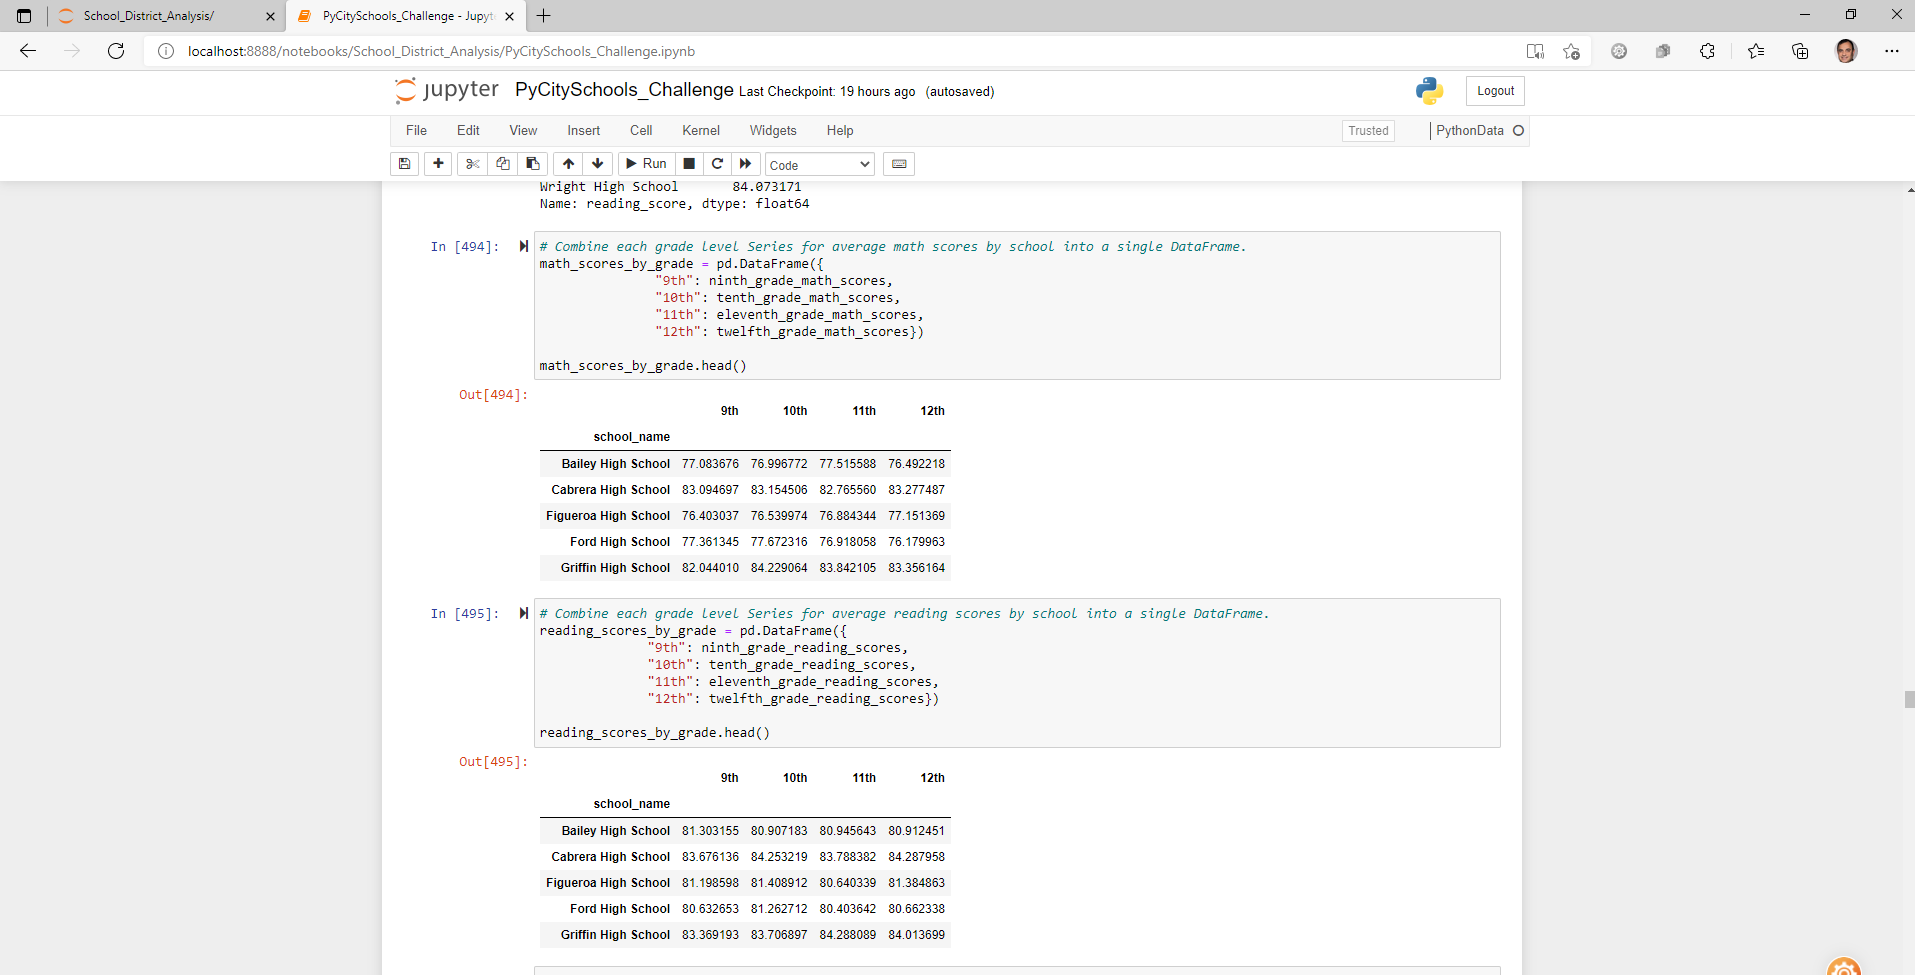 School_District_Analysis/
PyCitySchools_Challenge - Jupyt
localhost:8888/notebooks/School_District_Analysis/PyCitySchools_Challenge.ipynb
jupyter PyCitySchools_Challenge Last Checkpoint: 19 hours ago (autosaved)
Logout
File Edit View Insert Cell Kernel Widgets Help
Trusted
PythonData
Run
Code
Wright High School 84.073171
Name: reading_score, dtype: float64
In [494]:
# Combine each grade level Series for average math scores by school into a single DataFrame.
math_scores_by_grade = pd.DataFrame({
"9th": ninth_grade_math_scores,
"10th": tenth_grade_math_scores,
"11th": eleventh_grade_math_scores,
"12th": twelfth_grade_math_scores})
math_scores_by_grade.head()
Out[494]:
9th 10th 11th 12th
school_name
Bailey High School 77.083676 76.996772 77.515588 76.492218
Cabrera High School 83.094697 83.154506 82.765560 83.277487
Figueroa High School 76.403037 76.539974 76.884344 77.151369
Ford High School 77.361345 77.672316 76.918058 76.179963
Griffin High School 82.044010 84.229064 83.842105 83.356164
In [495]:
# Combine each grade level Series for average reading scores by school into a single DataFrame.
reading_scores_by_grade = pd.DataFrame({
"9th": ninth_grade_reading_scores,
"10th": tenth_grade_reading_scores,
"11th": eleventh_grade_reading_scores,
"12th": twelfth_grade_reading_scores})
reading_scores_by_grade.head()
Out[495]:
9th 10th 11th 12th
school_name
Bailey High School 81.303155 80.907183 80.945643 80.912451
Cabrera High School 83.676136 84.253219 83.788382 84.287958
Figueroa High School 81.198598 81.408912 80.640339 81.384863
Ford High School 80.632653 81.262712 80.403642 80.662338
Griffin High School 83.369193 83.706897 84.288089 84.013699